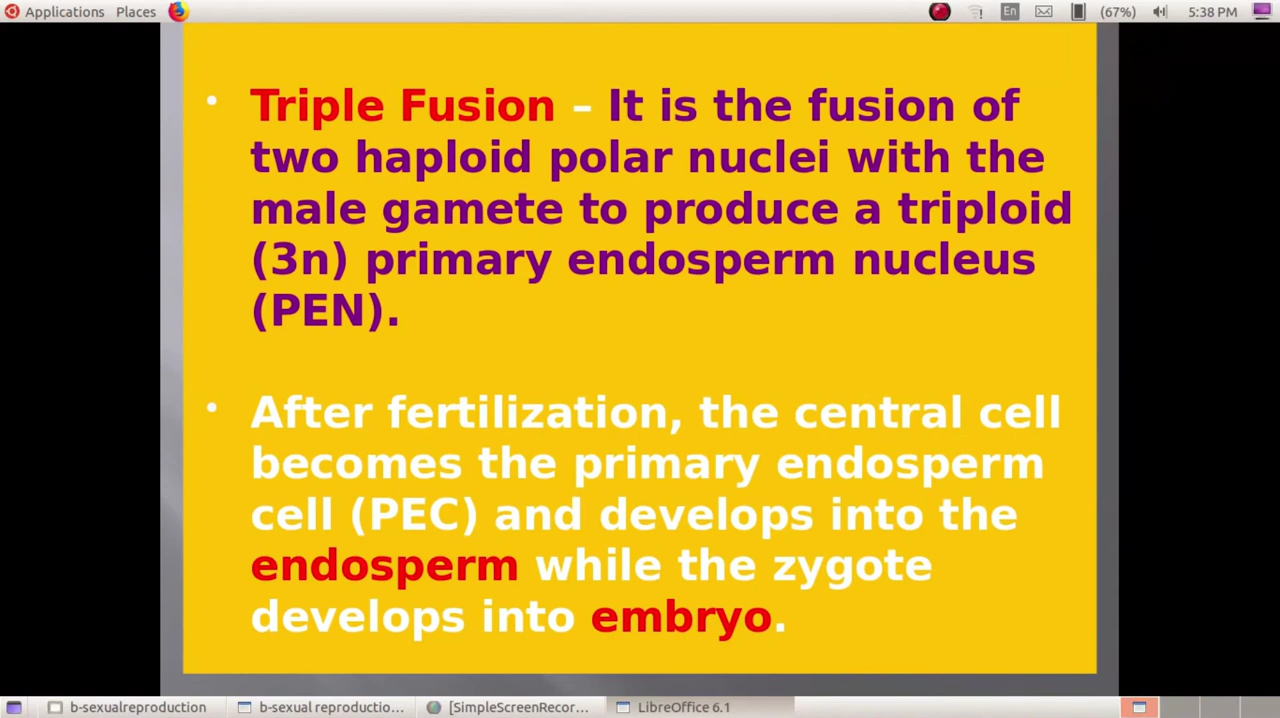 Applications Places En (67%) 5:38 PM
• Triple Fusion – It is the fusion of
two haploid polar nuclei with the
male gamete to produce a triploid
(3n) primary endosperm nucleus
(PEN).
• After fertilization, the central cell
becomes the primary endosperm
cell (PEC) and develops into the
endosperm while the zygote
develops into embryo.
b-sexualreproduction b-sexual reproductio... [SimpleScreenRecor... LibreOffice 6.1